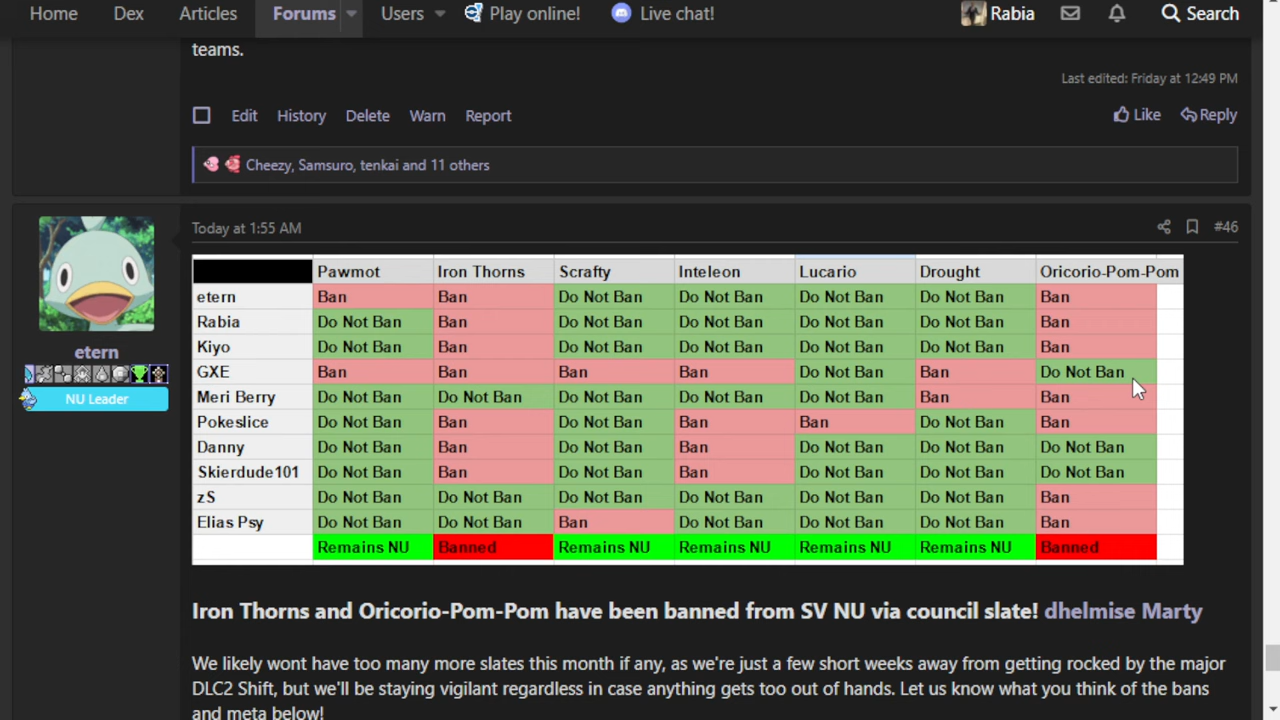 Home Dex Articles Forums Users Play online! Live chat! Rabia Search
teams.
Last edited: Friday at 12:49 PM
Edit History Delete Warn Report Like Reply
Cheezy, Samsuro, tenkai and 11 others
Today at 1:55 AM #46
Pawmot Iron Thorns Scrafty Inteleon Lucario Drought Oricorio-Pom-Pom
etern Ban Ban Do Not Ban Do Not Ban Do Not Ban Do Not Ban Ban
Rabia Do Not Ban Ban Do Not Ban Do Not Ban Do Not Ban Do Not Ban Ban
Kiyo Do Not Ban Ban Do Not Ban Do Not Ban Do Not Ban Do Not Ban Ban
GXE Ban Ban Ban Ban Do Not Ban Ban Do Not Ban
Meri Berry Do Not Ban Do Not Ban Do Not Ban Do Not Ban Do Not Ban Ban Ban
Pokeslice Do Not Ban Ban Do Not Ban Ban Ban Do Not Ban Ban
Danny Do Not Ban Ban Do Not Ban Ban Do Not Ban Do Not Ban Do Not Ban
Skierdude101 Do Not Ban Ban Do Not Ban Ban Do Not Ban Do Not Ban Do Not Ban
zS Do Not Ban Do Not Ban Do Not Ban Do Not Ban Do Not Ban Do Not Ban Ban
Elias Psy Do Not Ban Do Not Ban Ban Do Not Ban Do Not Ban Do Not Ban Ban
Remains NU Banned Remains NU Remains NU Remains NU Remains NU Banned
etern
NU Leader
Iron Thorns and Oricorio-Pom-Pom have been banned from SV NU via council slate! dhelmise Marty
We likely wont have too many more slates this month if any, as we're just a few short weeks away from getting rocked by the major
DLC2 Shift, but we'll be staying vigilant regardless in case anything gets too out of hands. Let us know what you think of the bans
and meta below!